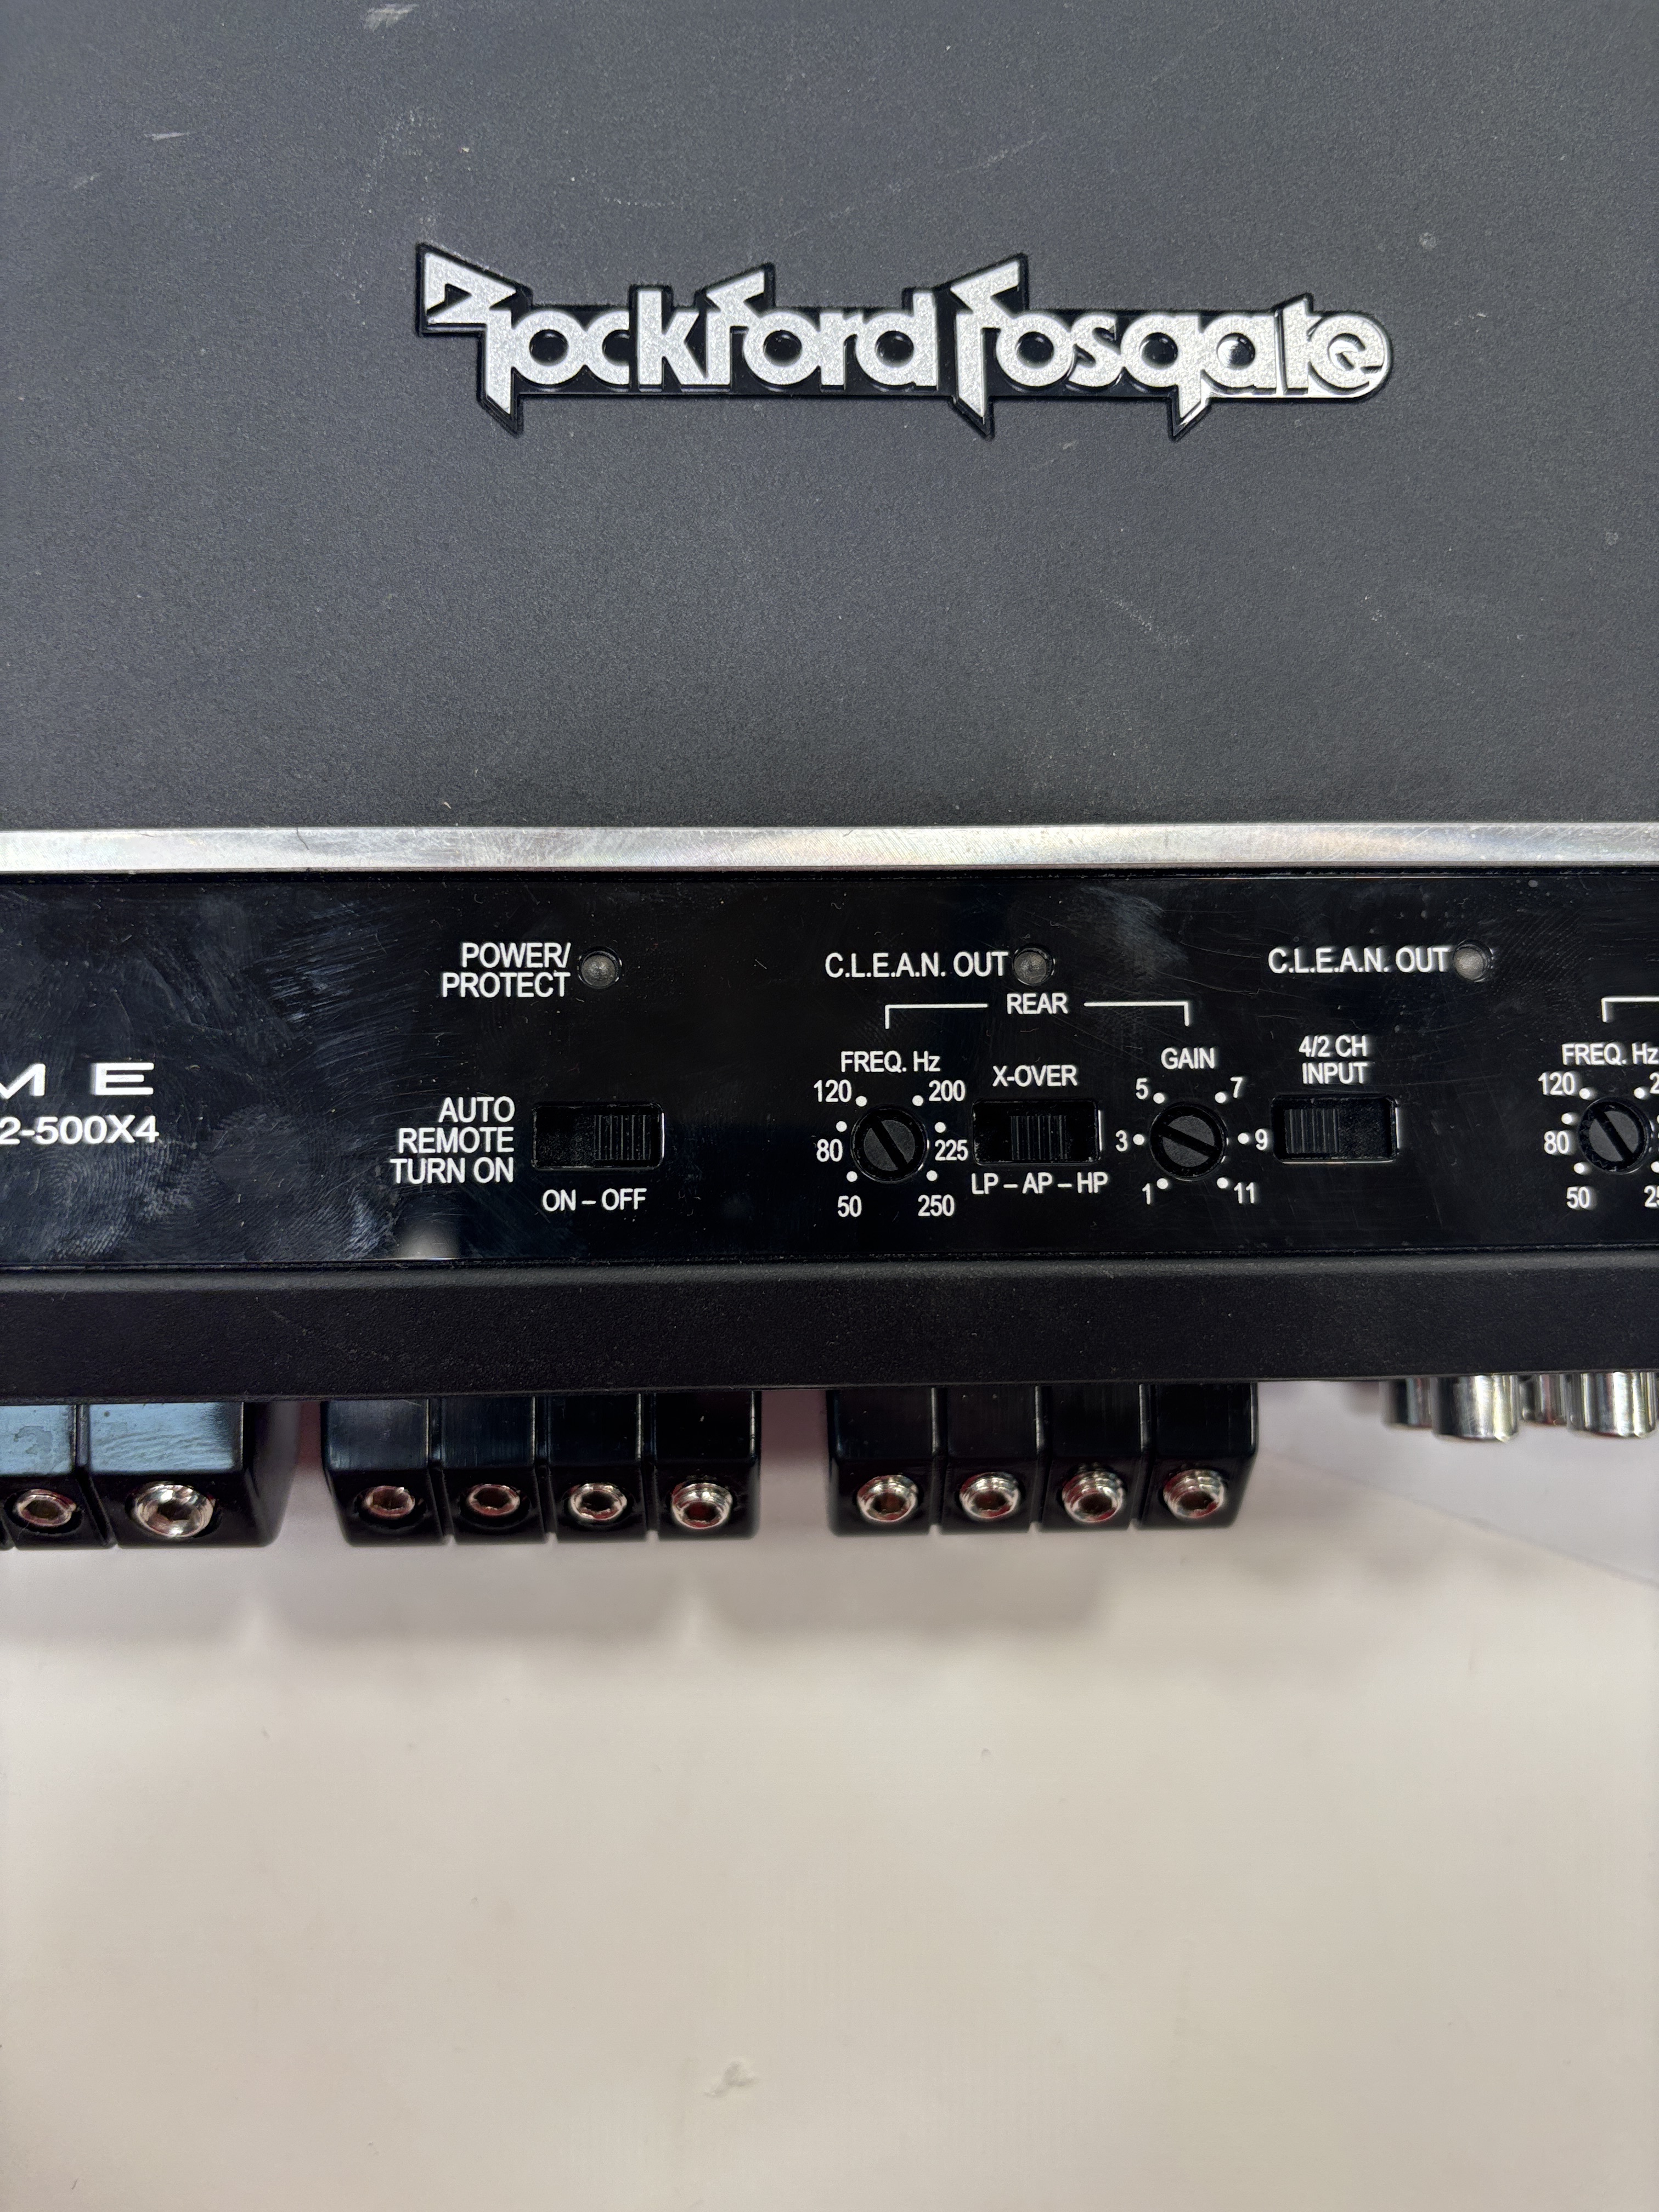 Rockford Fosgate
POWER/
PROTECT
C.L.E.A.N. OUT
C.L.E.A.N. OUT
REAR
M E
2-500X4
AUTO
REMOTE
TURN ON
ON – OFF
FREQ. Hz
120 200
80 225
50 250
X-OVER
LP – AP – HP
GAIN
5 7
3 9
1 11
4/2 CH
INPUT
FREQ. Hz
120
80
50